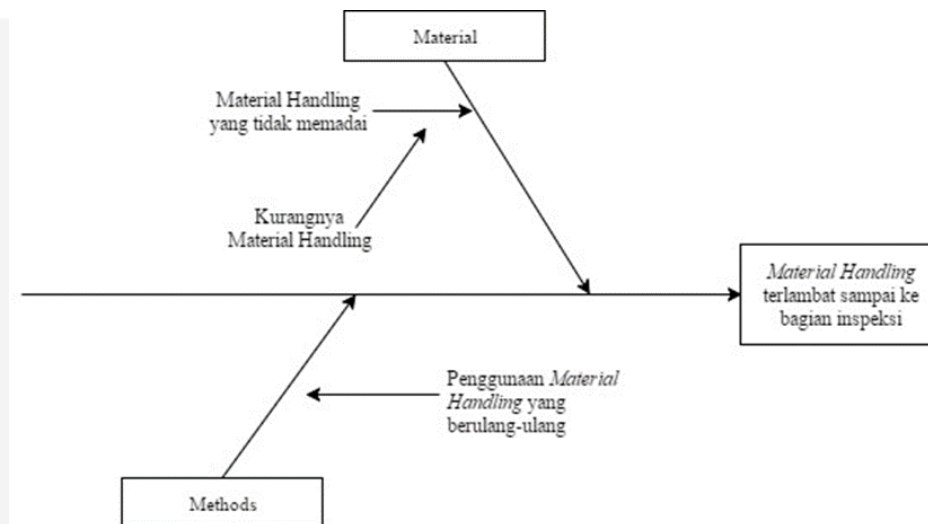 Material
Material Handling
yang tidak memadai
Kurangnya
Material Handling
Material Handling
terlambat sampai ke
bagian inspeksi
Penggunaan Material
Handling yang
berulang-ulang
Methods